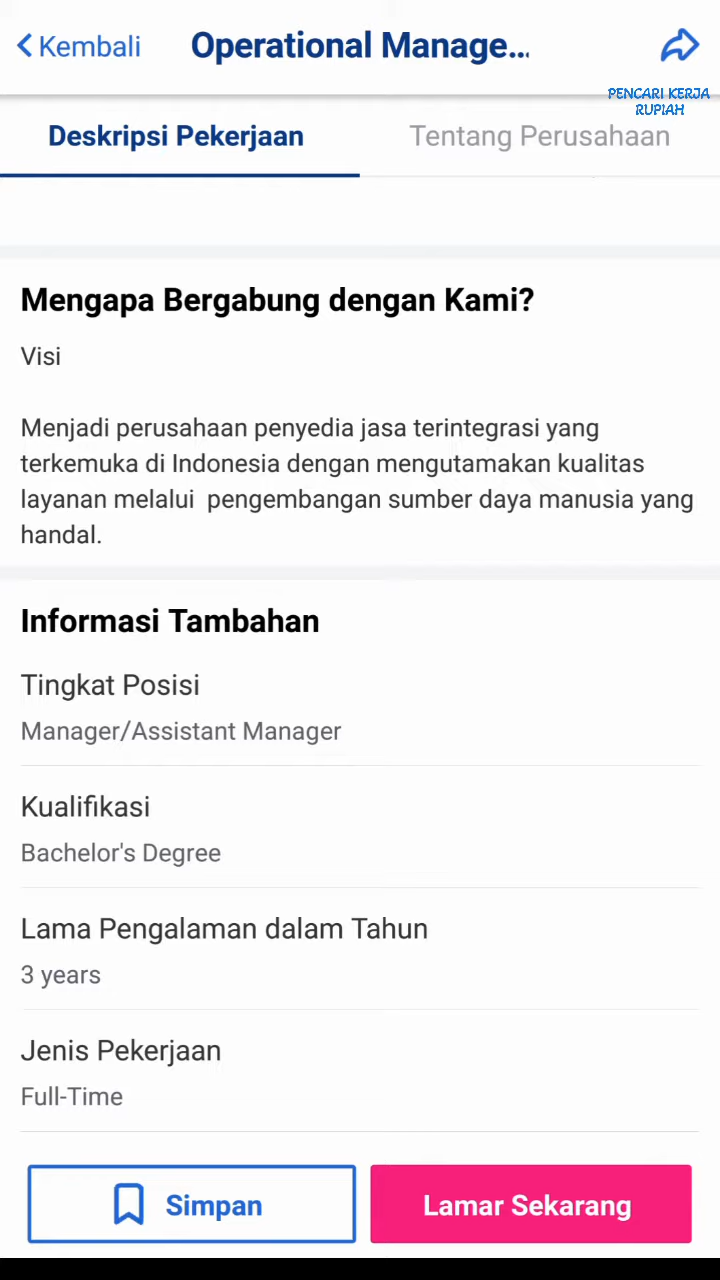 Kembali
Operational Manage...
PENCARI KERJA
RUPIAH
Deskripsi Pekerjaan
Tentang Perusahaan
Mengapa Bergabung dengan Kami?
Visi
Menjadi perusahaan penyedia jasa terintegrasi yang
terkemuka di Indonesia dengan mengutamakan kualitas
layanan melalui  pengembangan sumber daya manusia yang
handal.
Informasi Tambahan
Tingkat Posisi
Manager/Assistant Manager
Kualifikasi
Bachelor's Degree
Lama Pengalaman dalam Tahun
3 years
Jenis Pekerjaan
Full-Time
Simpan
Lamar Sekarang